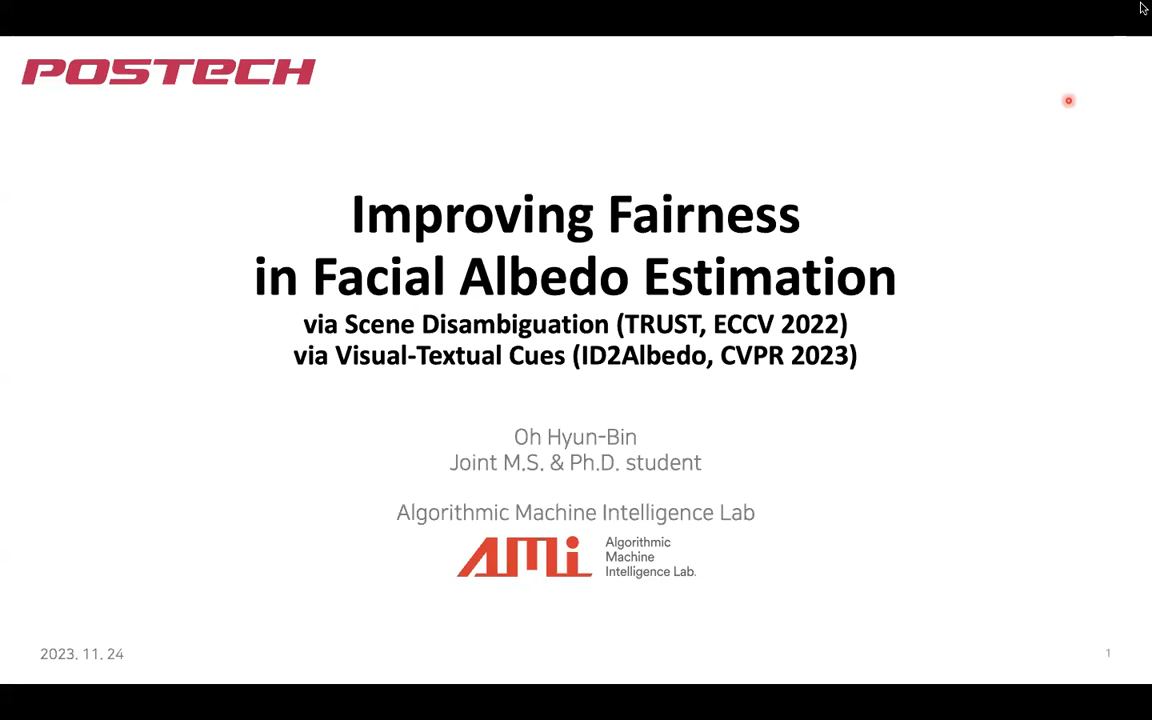 POSTECH
Improving Fairness
in Facial Albedo Estimation
via Scene Disambiguation (TRUST, ECCV 2022)
via Visual-Textual Cues (ID2Albedo, CVPR 2023)
Oh Hyun-Bin
Joint M.S. & Ph.D. student
Algorithmic Machine Intelligence Lab
AMi
Algorithmic
Machine
Intelligence Lab.
2023. 11. 24
1